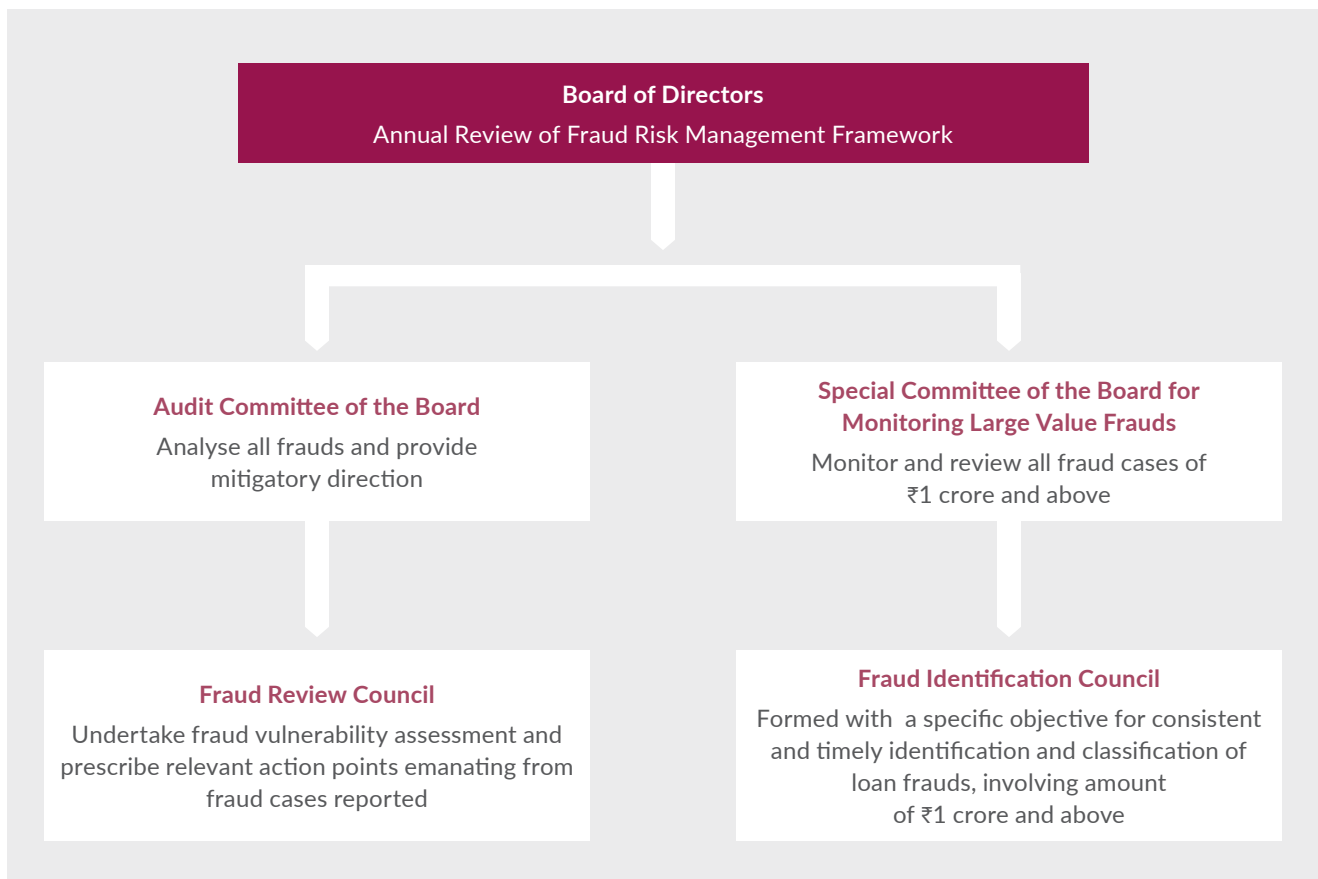 Board of Directors
Annual Review of Fraud Risk Management Framework
Audit Committee of the Board
Analyse all frauds and provide
mitigatory direction
Special Committee of the Board for
Monitoring Large Value Frauds
Monitor and review all fraud cases of
₹1 crore and above
Fraud Review Council
Undertake fraud vulnerability assessment and
prescribe relevant action points emanating from
fraud cases reported
Fraud Identification Council
Formed with  a specific objective for consistent
and timely identification and classification of
loan frauds, involving amount
of ₹1 crore and above